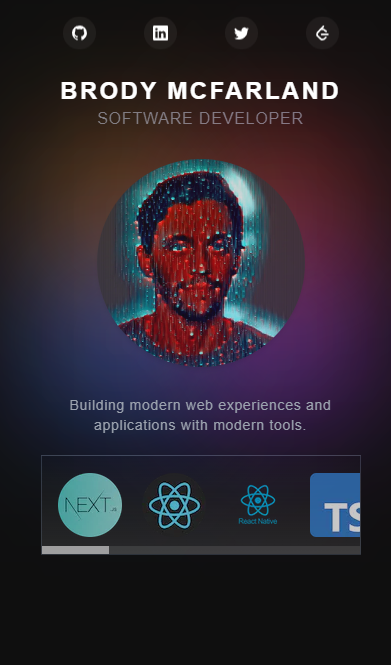 BRODY MCFARLAND
SOFTWARE DEVELOPER
Building modern web experiences and
applications with modern tools.
NEXT.JS
React Native
TS